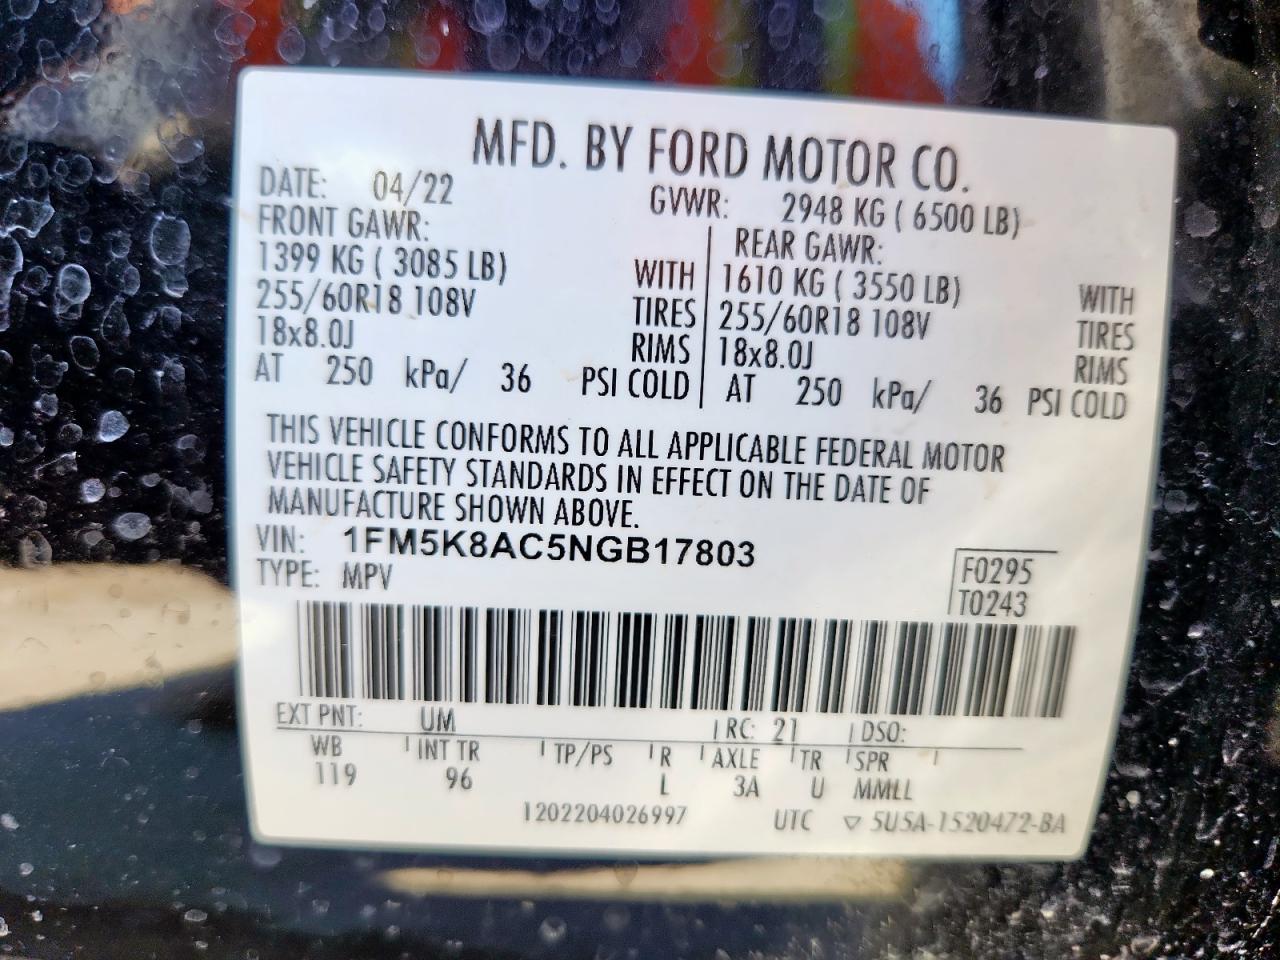 MFD. BY FORD MOTOR CO.
DATE: 04/22 GVWR: 2948 KG ( 6500 LB)
FRONT GAWR: REAR GAWR:
1399 KG ( 3085 LB) WITH 1610 KG ( 3550 LB) WITH
255/60R18 108V TIRES 255/60R18 108V TIRES
18x8.0J RIMS 18x8.0J RIMS
AT 250 kPa/ 36 PSI COLD AT 250 kPa/ 36 PSI COLD
THIS VEHICLE CONFORMS TO ALL APPLICABLE FEDERAL MOTOR
VEHICLE SAFETY STANDARDS IN EFFECT ON THE DATE OF
MANUFACTURE SHOWN ABOVE.
VIN: 1FM5K8AC5NGB17803
TYPE: MPV F0295
T0243
EXT PNT: UM RC: 21 DSO:
WB INT TR TP/PS R AXLE TR SPR
119 96 L 3A U MMLL
1202204026997 UTC ▽ 5U5A-1520472-BA